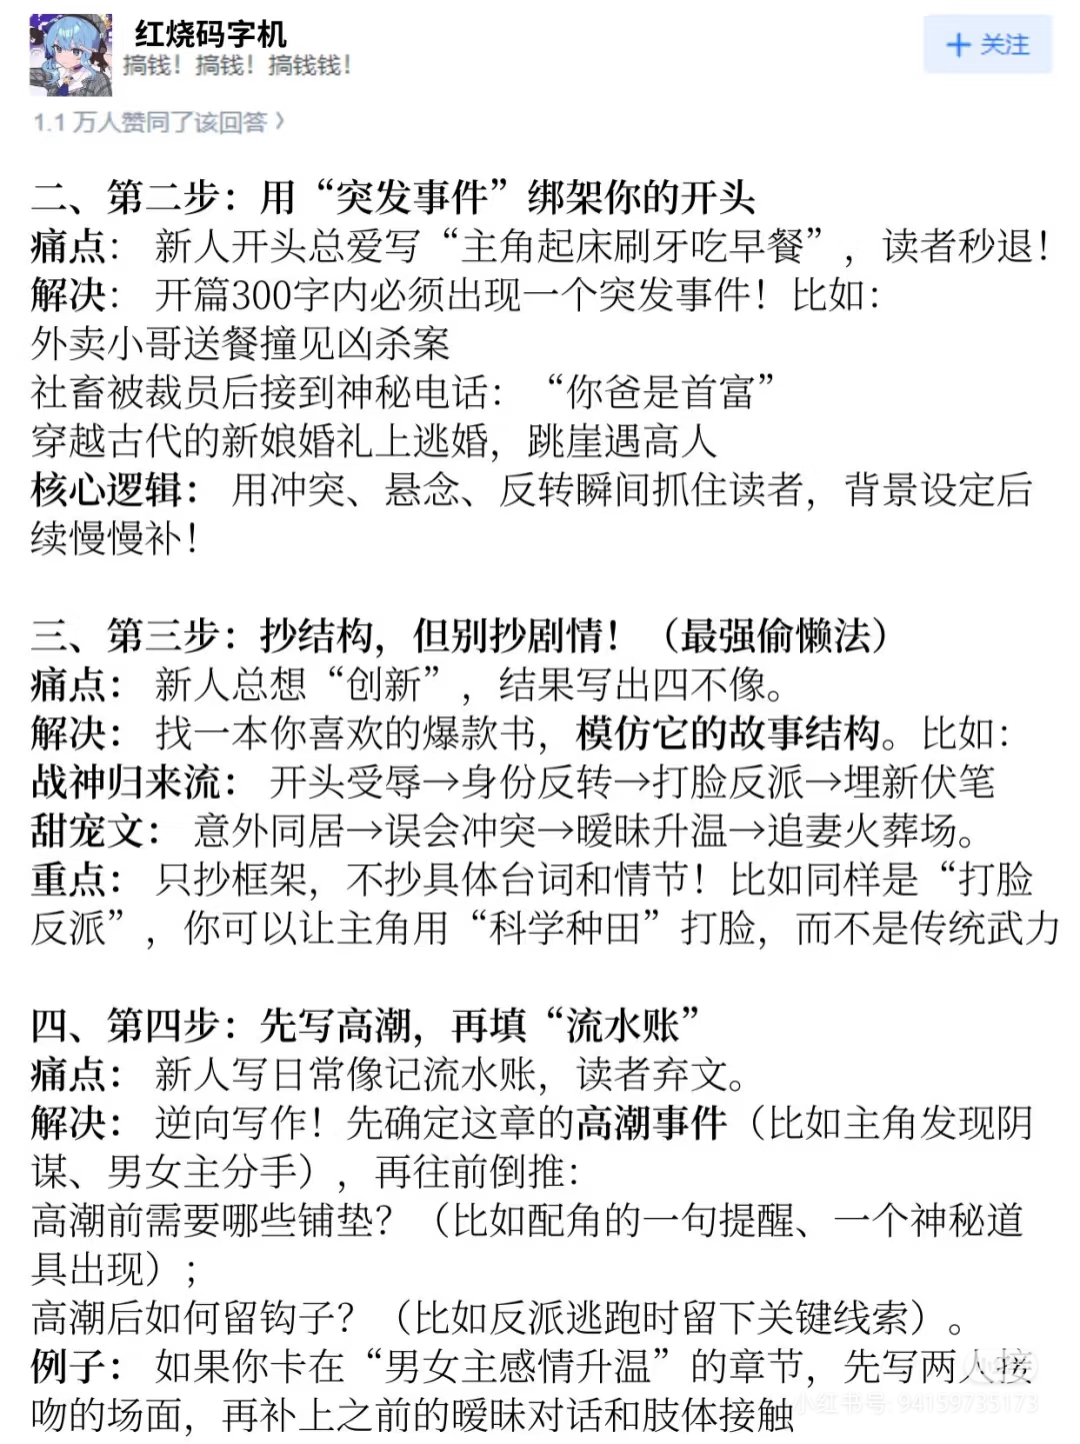 红烧码字机
搞钱！搞钱！搞钱钱！
+ 关注
1.1 万人赞同了该回答 >
二、第二步：用“突发事件”绑架你的开头
痛点： 新人开头总爱写“主角起床刷牙吃早餐”，读者秒退！
解决： 开篇300字内必须出现一个突发事件！比如：
外卖小哥送餐撞见凶杀案
社畜被裁员后接到神秘电话：“你爸是首富”
穿越古代的新娘婚礼上逃婚，跳崖遇高人
核心逻辑： 用冲突、悬念、反转瞬间抓住读者，背景设定后
续慢慢补！
三、第三步：抄结构，但别抄剧情！（最强偷懒法）
痛点： 新人总想“创新”，结果写出四不像。
解决： 找一本你喜欢的爆款书，模仿它的故事结构。比如：
战神归来流： 开头受辱→身份反转→打脸反派→埋新伏笔
甜宠文： 意外同居→误会冲突→暧昧升温→追妻火葬场。
重点： 只抄框架，不抄具体台词和情节！比如同样是“打脸
反派”，你可以让主角用“科学种田”打脸，而不是传统武力
四、第四步：先写高潮，再填“流水账”
痛点： 新人写日常像记流水账，读者弃文。
解决： 逆向写作！先确定这章的高潮事件（比如主角发现阴
谋、男女主分手），再往前倒推：
高潮前需要哪些铺垫？（比如配角的一句提醒、一个神秘道
具出现）；
高潮后如何留钩子？（比如反派逃跑时留下关键线索）。
例子： 如果你卡在“男女主感情升温”的章节，先写两人接
吻的场面，再补上之前的暧昧对话和肢体接触
小红书号: 94159735173